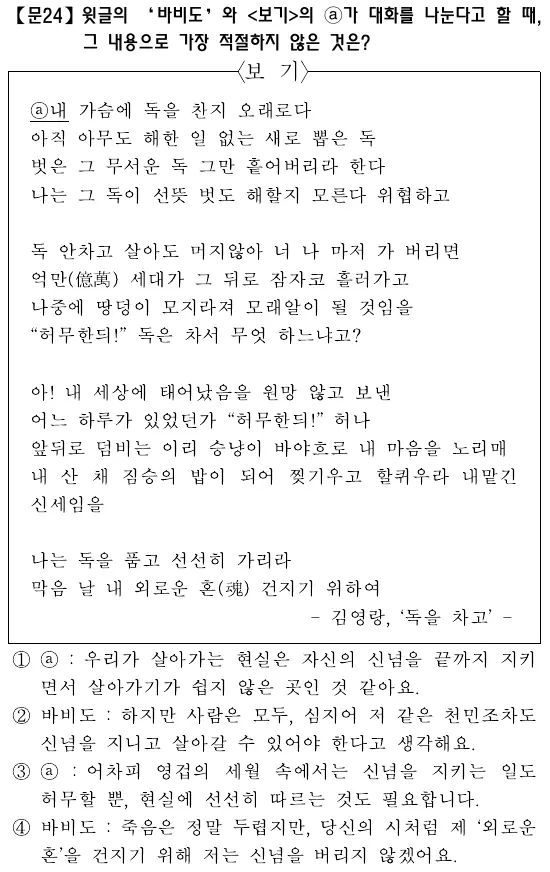 【문24】 윗글의 ‘바비도’와 <보기>의 ⓐ가 대화를 나눈다고 할 때,
그 내용으로 가장 적절하지 않은 것은?
<보 기>
ⓐ내 가슴에 독을 찬지 오래로다
아직 아무도 해한 일 없는 새로 뽑은 독
벗은 그 무서운 독 그만 흩어버리라 한다
나는 그 독이 선뜻 벗도 해할지 모른다 위협하고
독 안차고 살아도 머지않아 너 나 마저 가 버리면
억만(億萬) 세대가 그 뒤로 잠자코 흘러가고
나중에 땅덩이 모지라져 모래알이 될 것임을
“허무한듸!” 독은 차서 무엇 하느냐고?
아! 내 세상에 태어났음을 원망 않고 보낸
어느 하루가 있었던가 “허무한듸!” 허나
앞뒤로 덤비는 이리 승냥이 바야흐로 내 마음을 노리매
내 산 채 짐승의 밥이 되어 찢기우고 할퀴우라 내맡긴
신세임을
나는 독을 품고 선선히 가리라
막음 날 내 외로운 혼(魂) 건지기 위하여
- 김영랑, ‘독을 차고’ -
① ⓐ : 우리가 살아가는 현실은 자신의 신념을 끝까지 지키
면서 살아가기가 쉽지 않은 곳인 것 같아요.
② 바비도 : 하지만 사람은 모두, 심지어 저 같은 천민조차도
신념을 지니고 살아갈 수 있어야 한다고 생각해요.
③ ⓐ : 어차피 영겁의 세월 속에서는 신념을 지키는 일도
허무할 뿐, 현실에 선선히 따르는 것도 필요합니다.
④ 바비도 : 죽음은 정말 두렵지만, 당신의 시처럼 제 ‘외로운
혼’을 건지기 위해 저는 신념을 버리지 않겠어요.